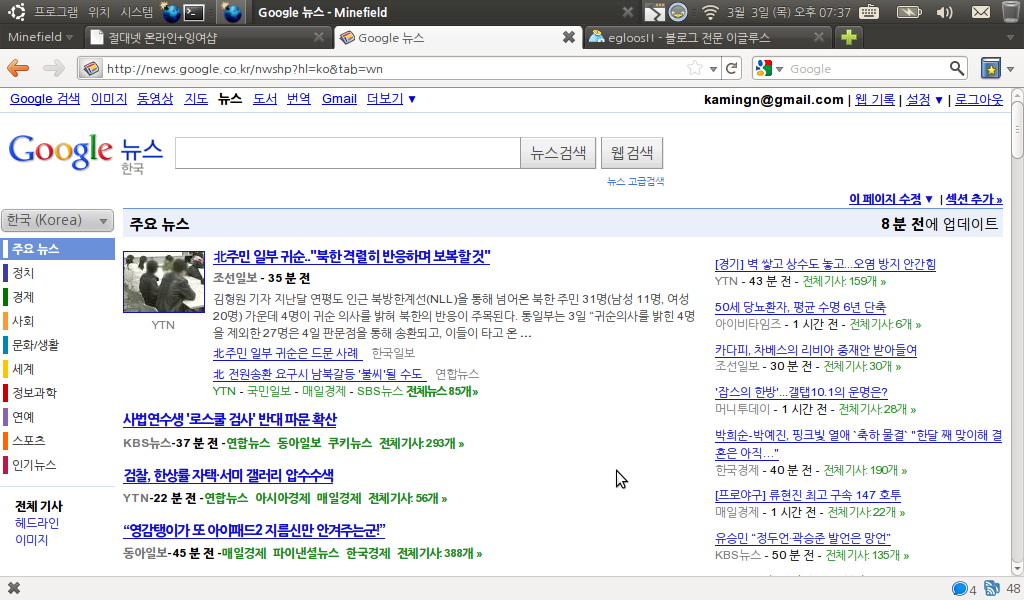 프로그램 위치 시스템 Google 뉴스 - Minefield 3월 3일 (목) 오후 07:37
Minefield 절대넷 온라인+잉여샵 Google 뉴스 egloos!! - 블로그 전문 이글루스
http://news.google.co.kr/nwshp?hl=ko&tab=wn Google
Google 검색 이미지 동영상 지도 뉴스 도서 번역 Gmail 더보기 ▼ kamingn@gmail.com | 웹 기록 | 설정 ▼ | 로그아웃
Google 뉴스 한국
뉴스검색 웹검색
뉴스 고급검색
이 페이지 수정 ▼ | 섹션 추가 »
한국 (Korea)
주요 뉴스
정치
경제
사회
문화/생활
세계
정보과학
연예
스포츠
인기뉴스
전체 기사
헤드라인
이미지
주요 뉴스 8 분 전에 업데이트
YTN
北주민 일부 귀순.."북한 격렬히 반응하며 보복할 것"
조선일보 - 35 분 전
김형원 기자 지난달 연평도 인근 북방한계선(NLL)을 통해 넘어온 북한 주민 31명(남성 11명, 여성
20명) 가운데 4명이 귀순 의사를 밝혀 북한의 반응이 주목된다. 통일부는 3일 “귀순의사를 밝힌 4명
을 제외한 27명은 4일 판문점을 통해 송환되고, 이들이 타고 온 ...
北주민 일부 귀순은 드문 사례 한국일보
北 전원송환 요구시 남북갈등 '불씨'될 수도 연합뉴스
YTN - 국민일보 - 매일경제 - SBS뉴스 전체뉴스 85개 »
사법연수생 '로스쿨 검사' 반대 파문 확산
KBS뉴스-37 분 전 -연합뉴스 동아일보 쿠키뉴스 전체기사: 293개 »
검찰, 한상률 자택·서미 갤러리 압수수색
YTN-22 분 전 -연합뉴스 아시아경제 매일경제 전체기사: 56개 »
“영감탱이가 또 아이패드2 지름신만 안겨주는군!”
동아일보-45 분 전 -매일경제 파이낸셜뉴스 한국경제 전체기사: 388개 »
[경기] 벽 쌓고 상수도 놓고...오염 방지 안간힘
YTN - 43 분 전 - 전체기사: 159개 »
50세 당뇨환자, 평균 수명 6년 단축
아이비타임즈 - 1 시간 전 - 전체기사: 6개 »
카다피, 차베스의 리비아 중재안 받아들여
조선일보 - 30 분 전 - 전체기사: 30개 »
'잡스의 한방'...갤탭10.1의 운명은?
머니투데이 - 1 시간 전 - 전체기사: 28개 »
박희순-박예진, 핑크빛 열애 `축하 물결` "한달 째 맞이해 결
혼은 아직..."
한국경제 - 40 분 전 - 전체기사: 190개 »
[프로야구] 류현진 최고 구속 147 호투
매일경제 - 1 시간 전 - 전체기사: 22개 »
유승민 “정두언·곽승준 발언은 망언”
KBS뉴스 - 50 분 전 - 전체기사: 135개 »
4 48